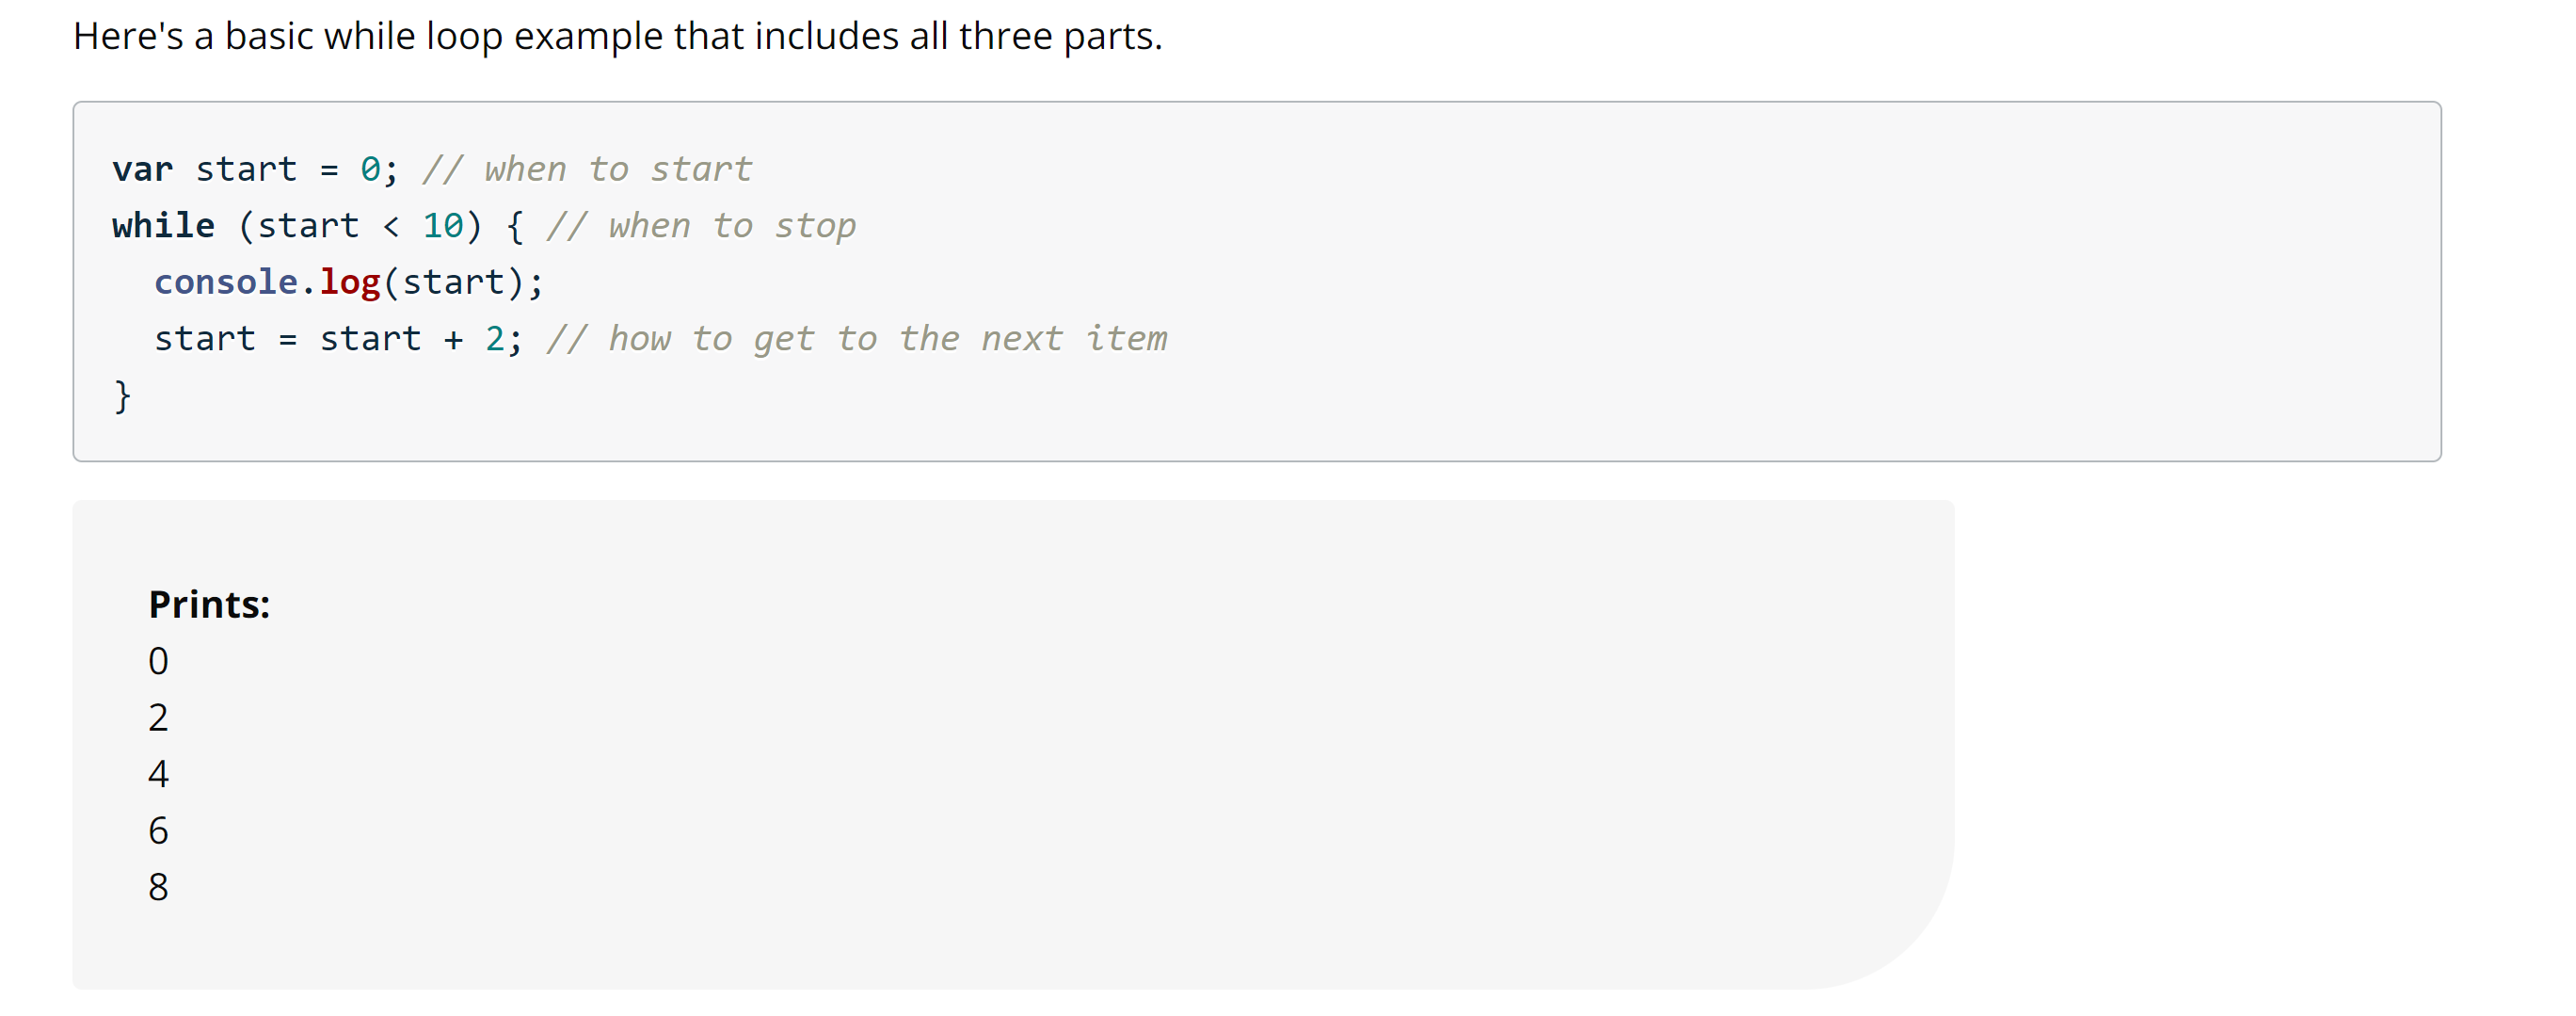 Here's a basic while loop example that includes all three parts.
var start = 0; // when to start
while (start < 10) { // when to stop
  console.log(start);
  start = start + 2; // how to get to the next item
}
Prints:
0
2
4
6
8